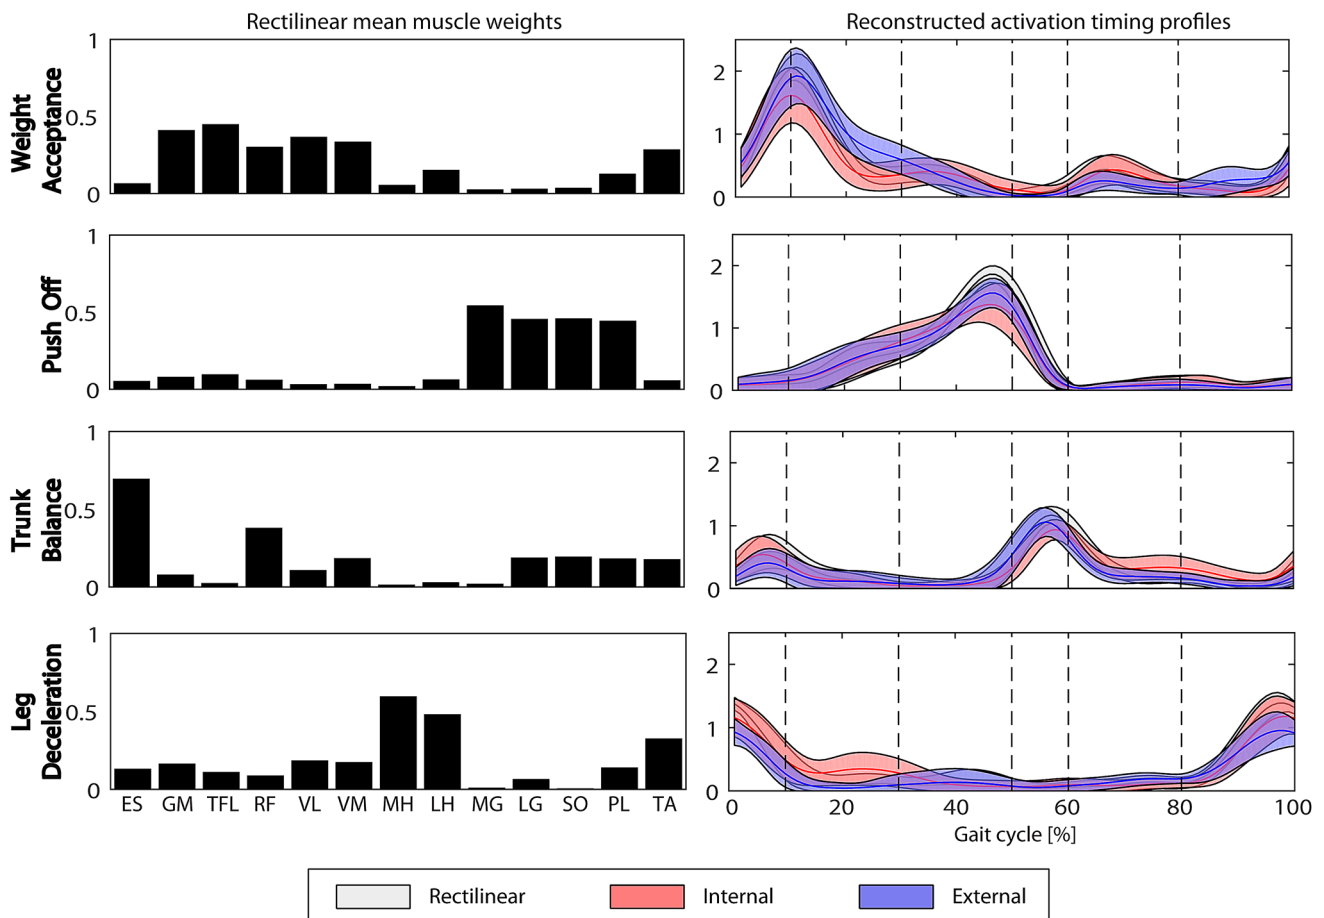 Rectilinear mean muscle weights
Reconstructed activation timing profiles
Weight
Acceptance
1
0.5
0
2
1
0
Push Off
1
0.5
0
2
1
0
Trunk
Balance
1
0.5
0
2
1
0
Leg
Deceleration
1
0.5
0
2
1
0
ES GM TFL RF VL VM MH LH MG LG SO PL TA
0 20 40 60 80 100
Gait cycle [%]
Rectilinear Internal External